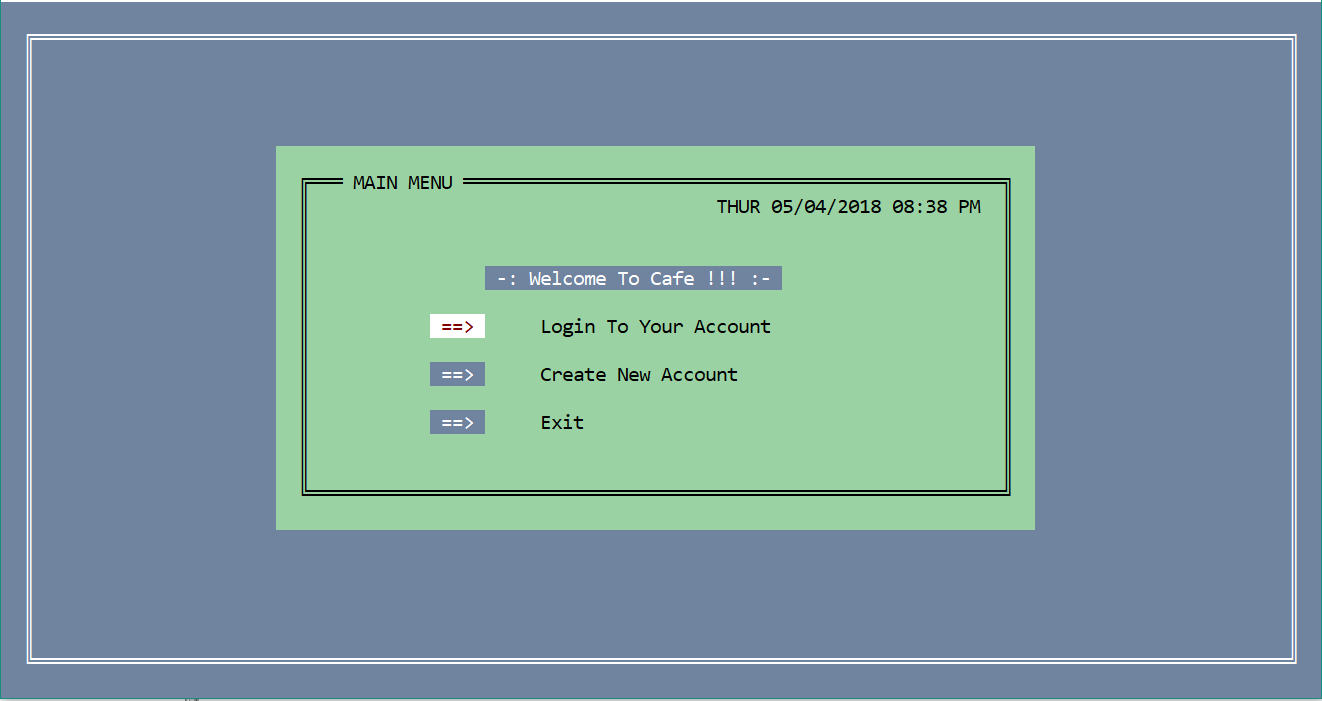 MAIN MENU
THUR 05/04/2018 08:38 PM
-: Welcome To Cafe !!! :-
==> Login To Your Account
==> Create New Account
==> Exit